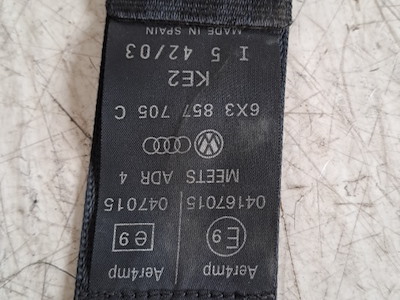 Aer4mp Aer4mp
E9 e9
04167015 047015
MEETS ADR 4
6X3 857 705 C
KE2
I 5 42/03
MADE IN SPAIN